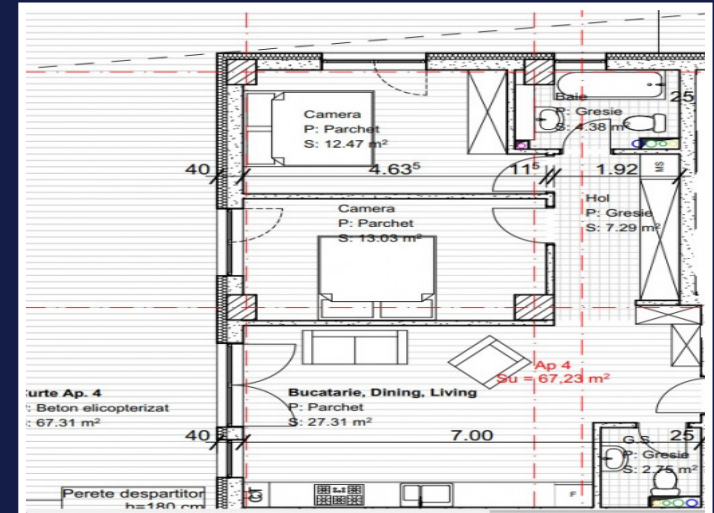 Baie
P: Gresie
S: 4.38 m²
25
Camera
P: Parchet
S: 12.47 m²
40
4.63⁵
11⁵
1.92
MS
Hol
P: Gresie
S: 7.29 m²
Camera
P: Parchet
S: 13.03 m²
Ap 4
Su = 67,23 m²
urte Ap. 4
: Beton elicopterizat
: 67.31 m²
Bucatarie, Dining, Living
P: Parchet
S: 27.31 m²
40
7.00
25
G.S.
P: Gresie
S: 2.75 m²
Perete despartitor
h=180 cm
CT
F